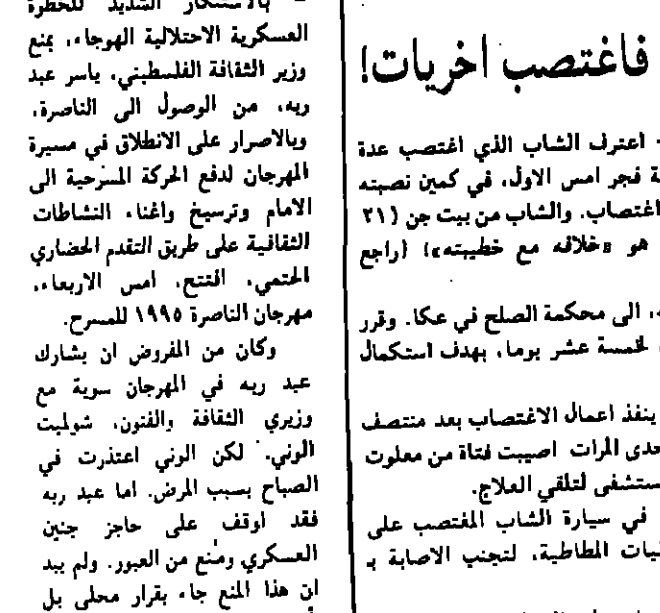 فاغتصب اخريات!
اعترف الشاب الذي اغتصب عدة
فجر امس الاول، في كمين نصبته
اغتصاب. والشاب من بيت جن (٢١
هو «خلافه مع خطيبته»! (راجع
الى محكمة الصلح في عكا. وقرر
لخمسة عشر يوما، بهدف استكمال
ينفذ اعمال الاغتصاب بعد منتصف
المرات اصيبت فتاة من معلوت
لتلقي العلاج.
في سيارة الشاب المغتصب على
المطاطية، لتجنب الاصابة بـ
بالاستنكار الشديد للخطرة
العسكرية الاحتلالية الهوجاء، بمنع
وزير الثقافة الفلسطيني، ياسر عبد
ربه، من الوصول الى الناصرة،
وبالاصرار على الانطلاق في مسيرة
المهرجان لدفع الحركة المسرحية الى
الامام وترسيخ واغناء النشاطات
الثقافية على طريق التقدم الحضاري
الحتمي، افتتح، امس الاربعاء،
مهرجان الناصرة ١٩٩٥ للمسرح.
وكان من المفروض ان يشارك
عبد ربه في المهرجان سوية مع
وزيري الثقافة والفنون، شولميت
الوني. لكن الوني اعتذرت في
الصباح بسبب المرض. اما عبد ربه
فقد اوقف على حاجز جنين
العسكري ومنع من العبور. ولم يبد
ان هذا المنع جاء بقرار محلي بل